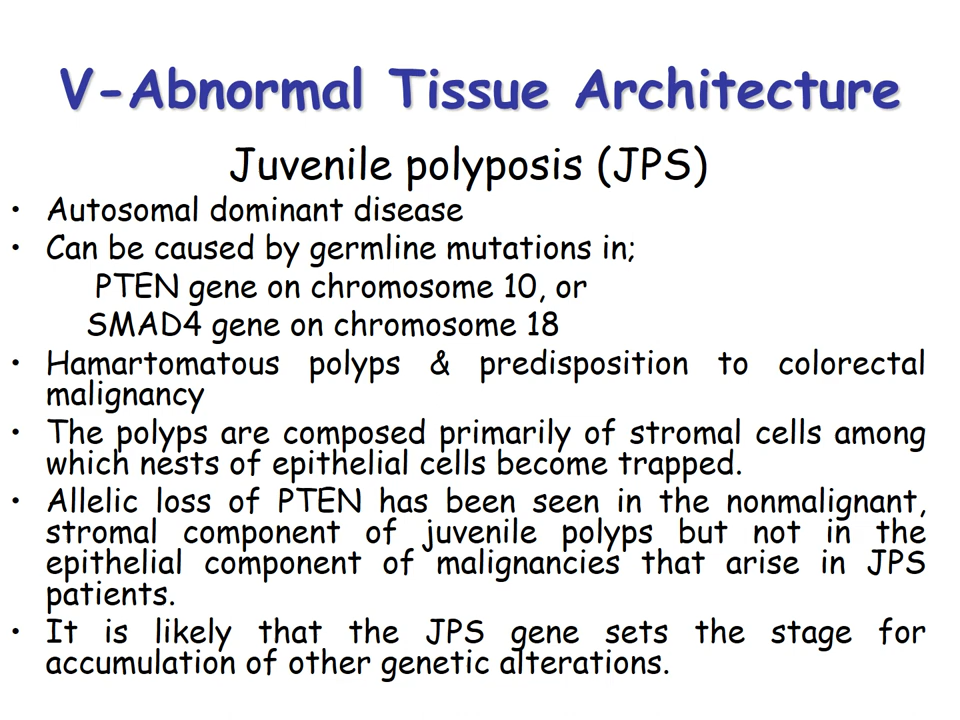 V-Abnormal Tissue Architecture
Juvenile polyposis (JPS)
• Autosomal dominant disease
• Can be caused by germline mutations in;
PTEN gene on chromosome 10, or
SMAD4 gene on chromosome 18
• Hamartomatous polyps & predisposition to colorectal
malignancy
• The polyps are composed primarily of stromal cells among
which nests of epithelial cells become trapped.
• Allelic loss of PTEN has been seen in the nonmalignant,
stromal component of juvenile polyps but not in the
epithelial component of malignancies that arise in JPS
patients.
• It is likely that the JPS gene sets the stage for
accumulation of other genetic alterations.